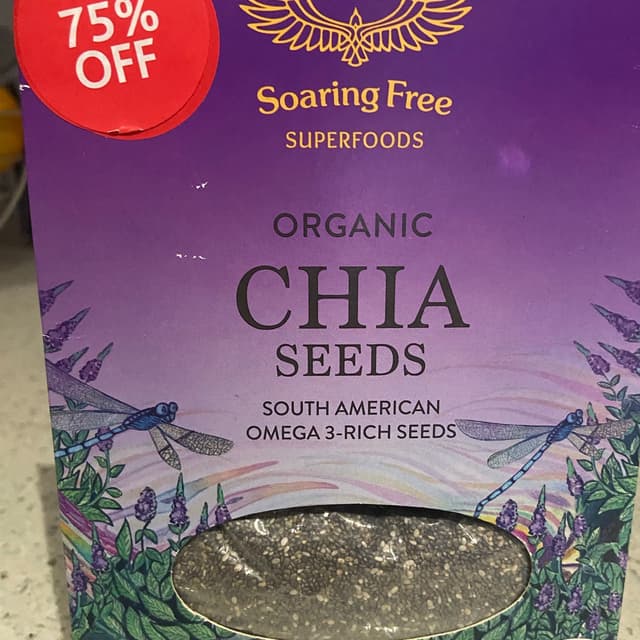 75%
OFF
Soaring Free
SUPERFOODS
ORGANIC
CHIA
SEEDS
SOUTH AMERICAN
OMEGA 3-RICH SEEDS